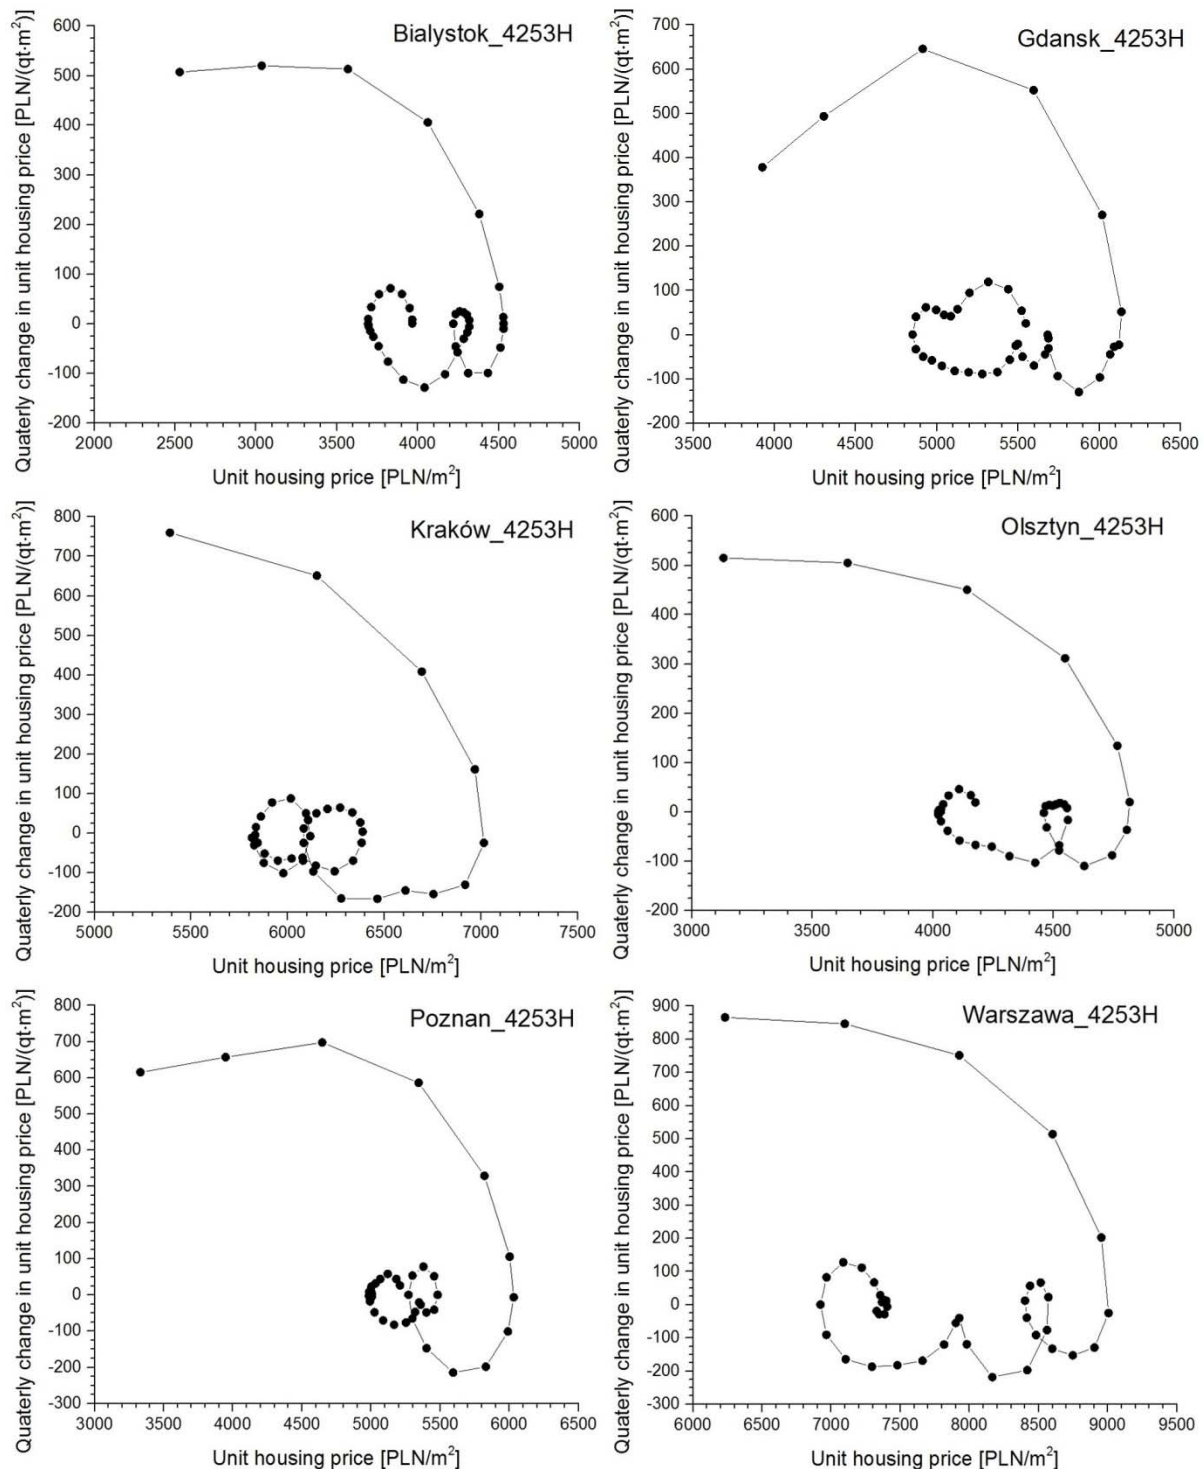 Bialystok_4253H
Quaterly change in unit housing price [PLN/(qt·m²)]
600
500
400
300
200
100
0
-100
-200
2000 2500 3000 3500 4000 4500 5000
Unit housing price [PLN/m²]
Gdansk_4253H
Quaterly change in unit housing price [PLN/(qt·m²)]
700
600
500
400
300
200
100
0
-100
-200
3500 4000 4500 5000 5500 6000 6500
Unit housing price [PLN/m²]
Kraków_4253H
Quaterly change in unit housing price [PLN/(qt·m²)]
800
700
600
500
400
300
200
100
0
-100
-200
5000 5500 6000 6500 7000 7500
Unit housing price [PLN/m²]
Olsztyn_4253H
Quaterly change in unit housing price [PLN/(qt·m²)]
600
500
400
300
200
100
0
-100
-200
3000 3500 4000 4500 5000
Unit housing price [PLN/m²]
Poznan_4253H
Quaterly change in unit housing price [PLN/(qt·m²)]
800
700
600
500
400
300
200
100
0
-100
-200
-300
3000 3500 4000 4500 5000 5500 6000 6500
Unit housing price [PLN/m²]
Warszawa_4253H
Quaterly change in unit housing price [PLN/(qt·m²)]
900
800
700
600
500
400
300
200
100
0
-100
-200
-300
6000 6500 7000 7500 8000 8500 9000 9500
Unit housing price [PLN/m²]